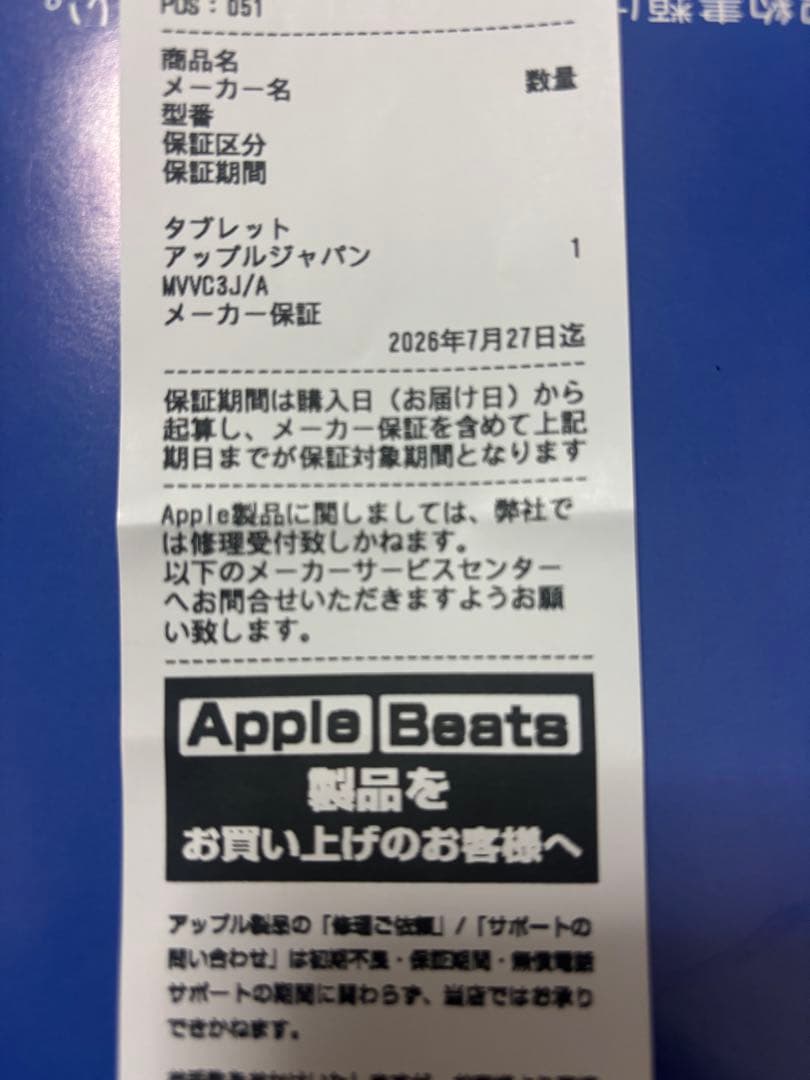 POS : 051
商品名
メーカー名 数量
型番
保証区分
保証期間
タブレット
アップルジャパン 1
MVVC3J/A
メーカー保証
2026年7月27日迄
保証期間は購入日（お届け日）から
起算し、メーカー保証を含めて上記
期日までが保証対象期間となります
Apple製品に関しましては、弊社で
は修理受付致しかねます。
以下のメーカーサービスセンター
へお問合せいただきますようお願
い致します。
Apple Beats
製品を
お買い上げのお客様へ
アップル製品の「修理ご依頼」/「サポートの
問い合わせ」は初期不良・保証期間・無償電話
サポートの期間に関わらず、当店ではお承り
できかねます。